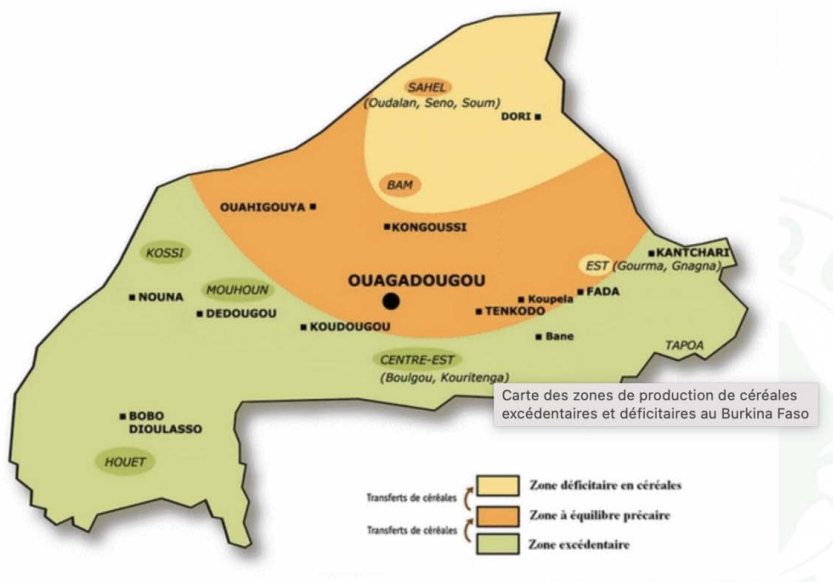 SAHEL
(Oudalan, Seno, Soum)
DORI
BAM
OUAHIGOUYA
KONGOUSSI
KOSSI
KANTCHARI
EST (Gourma, Gnagna)
MOUHOUN
OUAGADOUGOU
NOUNA
FADA
Koupela
DEDOUGOU
TENKODO
KOUDOUGOU
Bane
TAPOA
CENTRE-EST
(Boulgou, Kouritenga)
Carte des zones de production de céréales
excédentaires et déficitaires au Burkina Faso
BOBO
DIOULASSO
HOUET
Zone déficitaire en céréales
Transferts de céréales
Zone à équilibre précaire
Transferts de céréales
Zone excédentaire